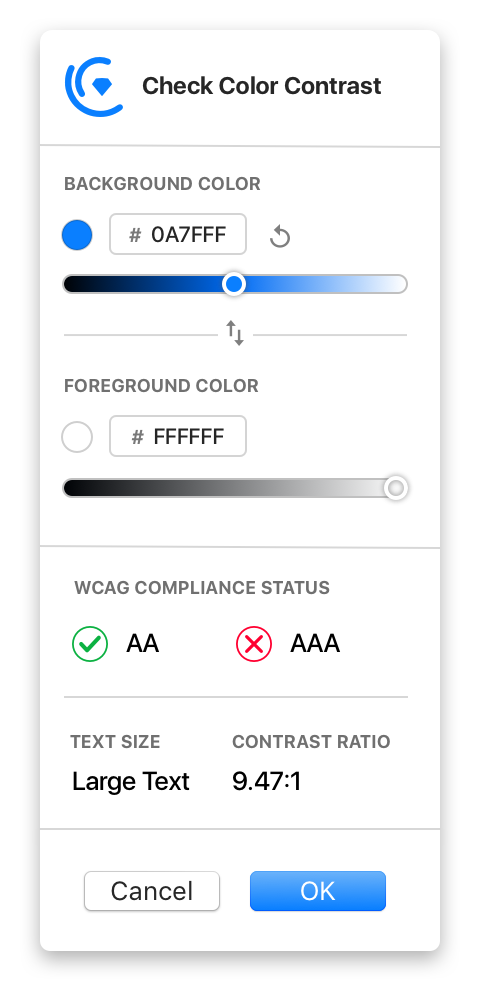 Check Color Contrast
BACKGROUND COLOR
# 0A7FFF
FOREGROUND COLOR
# FFFFFF
WCAG COMPLIANCE STATUS
AA AAA
TEXT SIZE CONTRAST RATIO
Large Text 9.47:1
Cancel OK